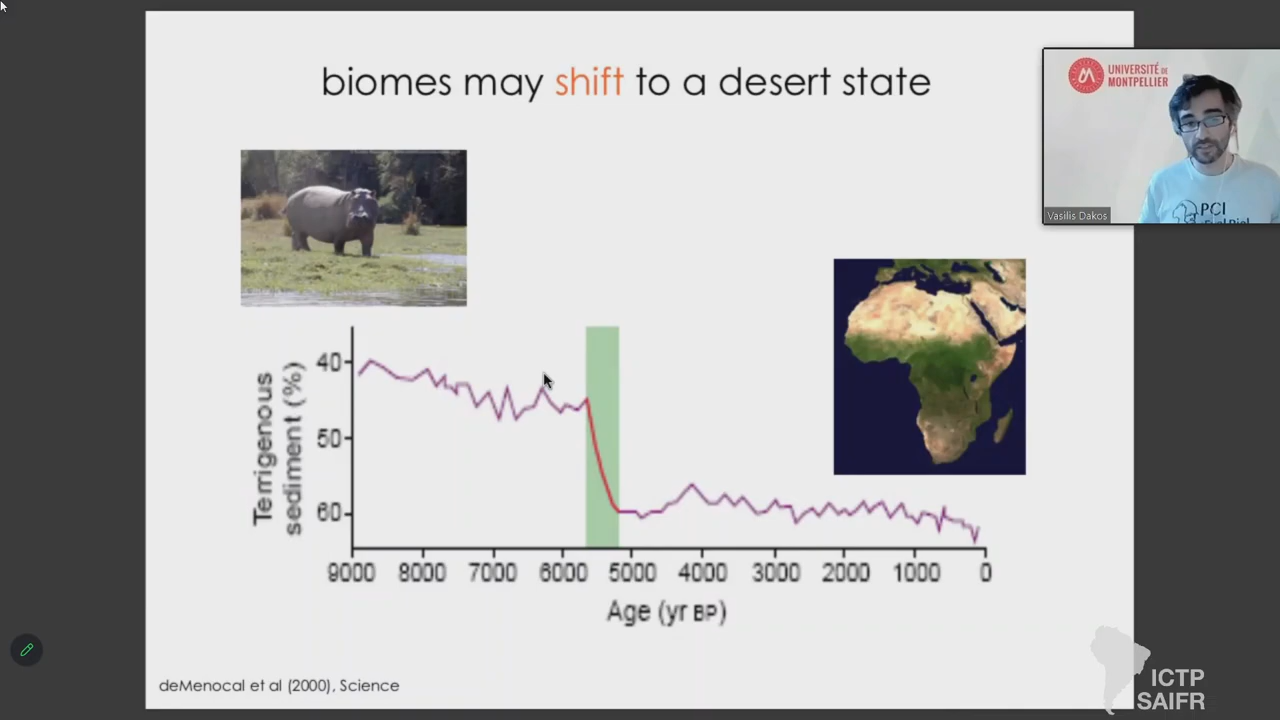 biomes may shift to a desert state
UNIVERSITÉ DE
MONTPELLIER
PCI
Vasilis Dakos
Terrigenous
sediment (%)
40
50
60
9000 8000 7000 6000 5000 4000 3000 2000 1000 0
Age (yr BP)
deMenocal et al (2000), Science
ICTP
SAIFR